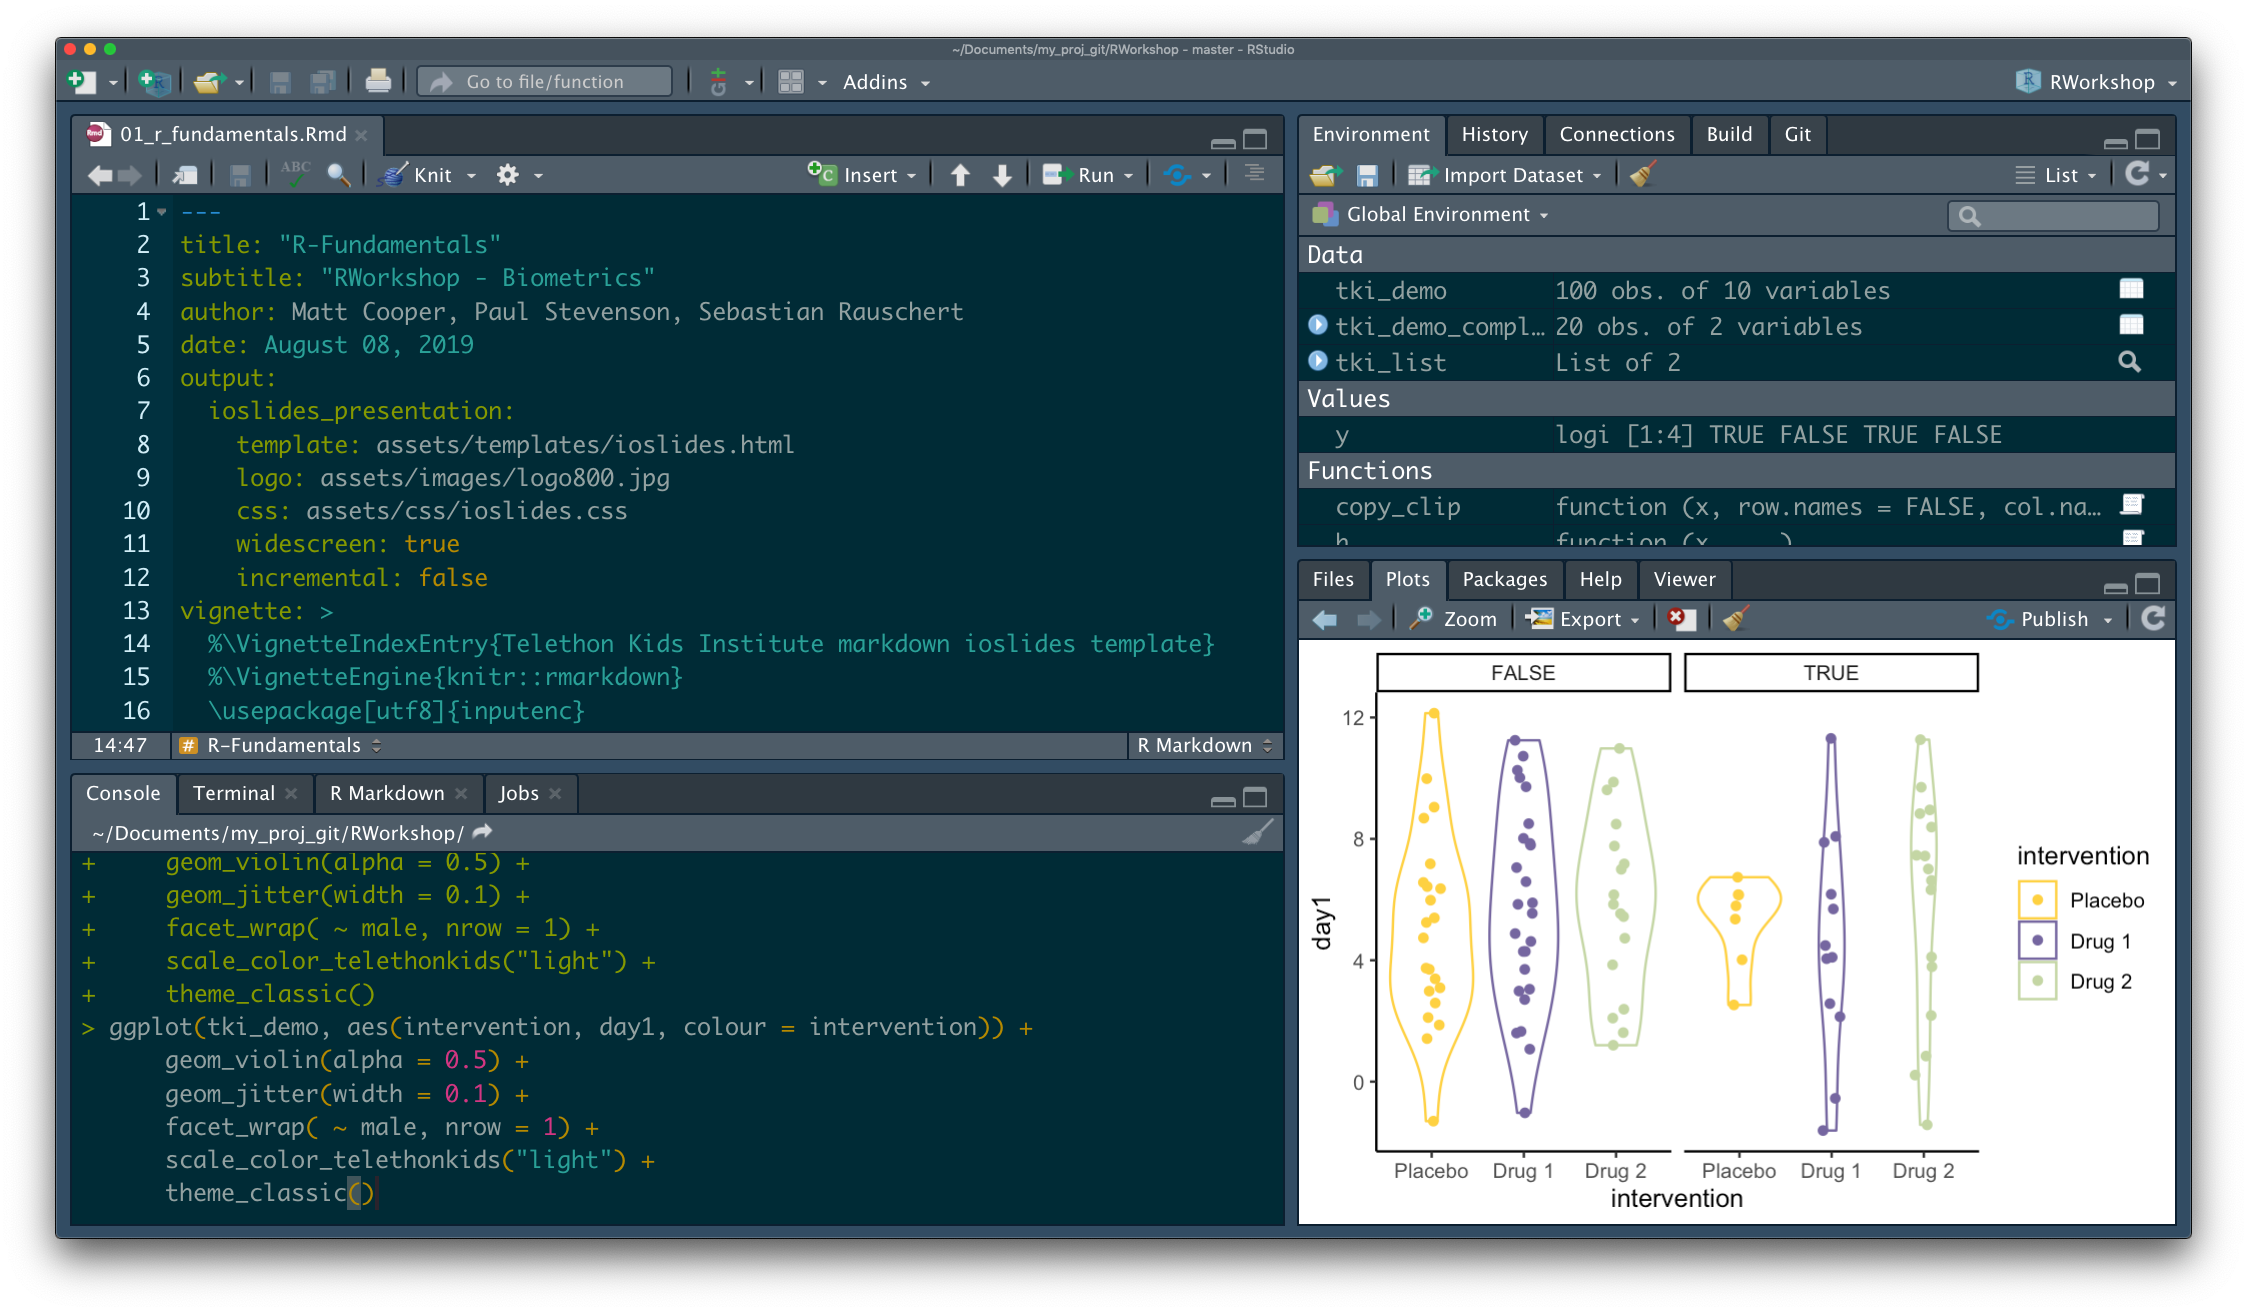 ~/Documents/my_proj_git/RWorkshop - master - RStudio
Go to file/function
Addins
RWorkshop
01_r_fundamentals.Rmd
ABC
Knit
Insert
Run
1 ---
2 title: "R-Fundamentals"
3 subtitle: "RWorkshop - Biometrics"
4 author: Matt Cooper, Paul Stevenson, Sebastian Rauschert
5 date: August 08, 2019
6 output:
7 ioslides_presentation:
8 template: assets/templates/ioslides.html
9 logo: assets/images/logo800.jpg
10 css: assets/css/ioslides.css
11 widescreen: true
12 incremental: false
13 vignette: >
14 %\VignetteIndexEntry{Telethon Kids Institute markdown ioslides template}
15 %\VignetteEngine{knitr::rmarkdown}
16 \usepackage[utf8]{inputenc}
14:47 # R-Fundamentals R Markdown
Console Terminal R Markdown Jobs
~/Documents/my_proj_git/RWorkshop/
+ geom_violin(alpha = 0.5) +
+ geom_jitter(width = 0.1) +
+ facet_wrap( ~ male, nrow = 1) +
+ scale_color_telethonkids("light") +
+ theme_classic()
> ggplot(tki_demo, aes(intervention, day1, colour = intervention)) +
geom_violin(alpha = 0.5) +
geom_jitter(width = 0.1) +
facet_wrap( ~ male, nrow = 1) +
scale_color_telethonkids("light") +
theme_classic()
Environment History Connections Build Git
Import Dataset List
Global Environment
Data
tki_demo 100 obs. of 10 variables
tki_demo_compl… 20 obs. of 2 variables
tki_list List of 2
Values
y logi [1:4] TRUE FALSE TRUE FALSE
Functions
copy_clip function (x, row.names = FALSE, col.na…
h function (x, ...)
Files Plots Packages Help Viewer
Zoom Export Publish
FALSE TRUE
12
8
4
0
day1
Placebo Drug 1 Drug 2 Placebo Drug 1 Drug 2
intervention
intervention
Placebo
Drug 1
Drug 2